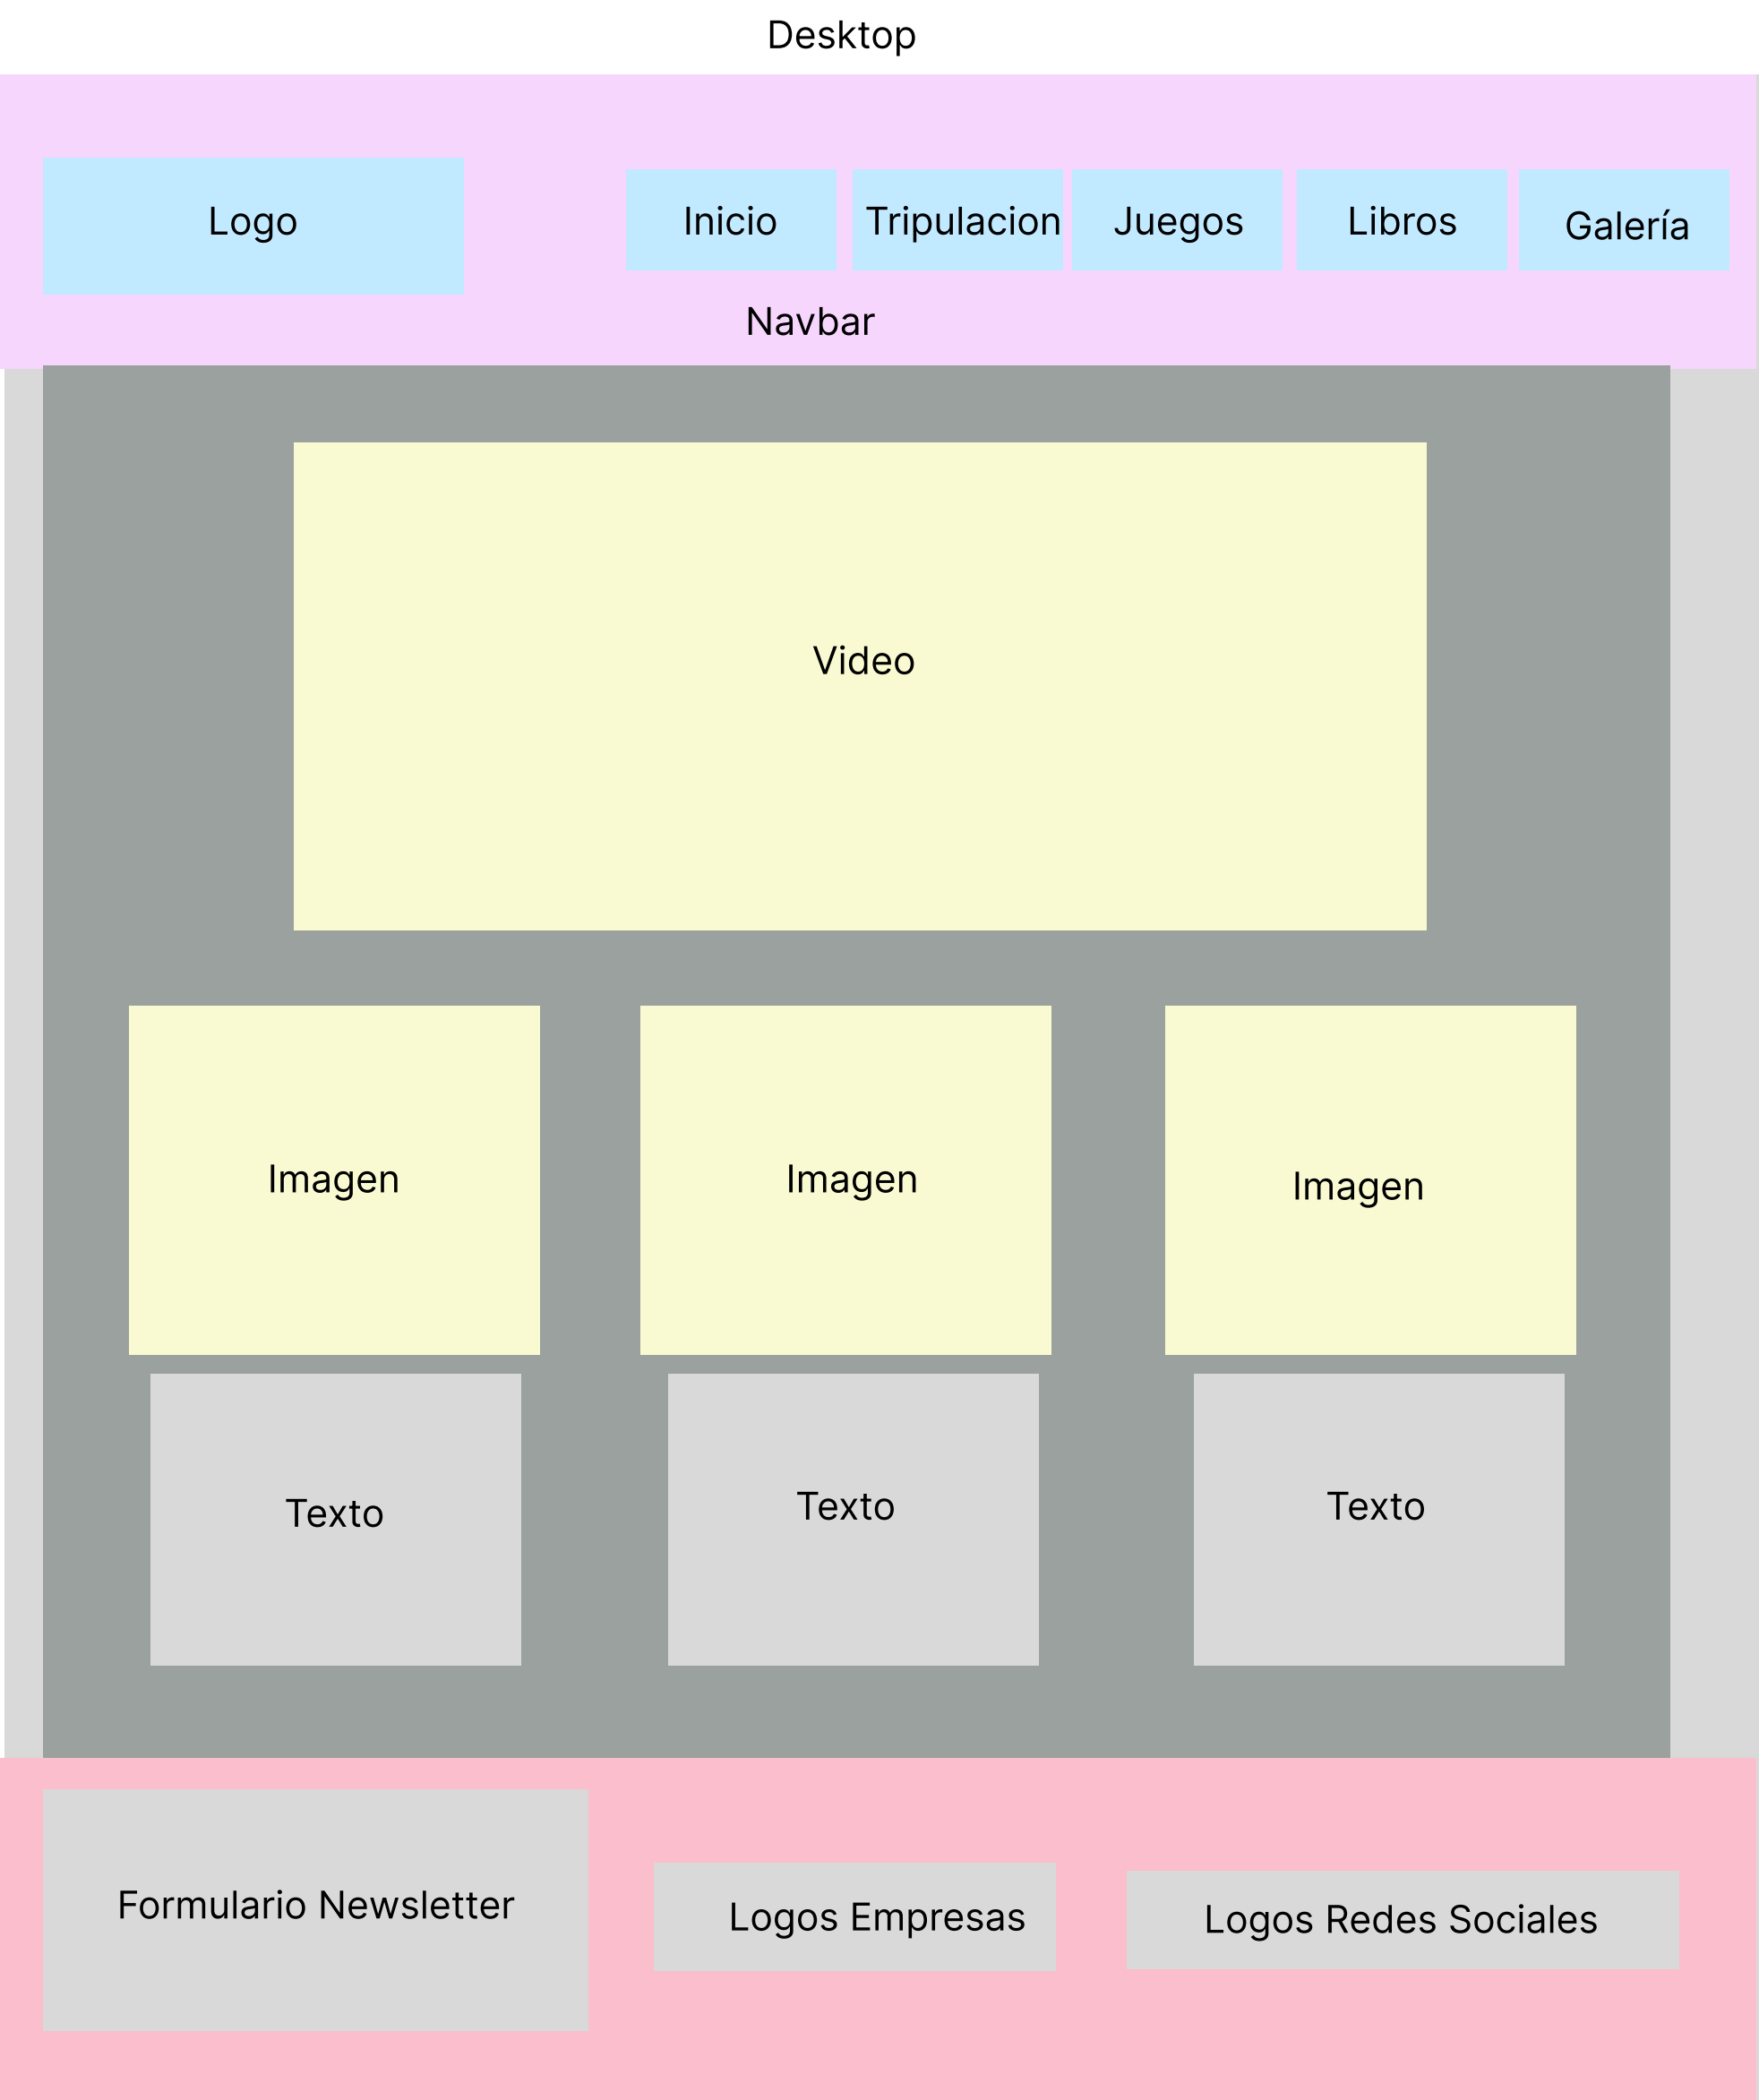 Desktop
Logo
Inicio
Tripulacion
Juegos
Libros
Galería
Navbar
Video
Imagen
Imagen
Imagen
Texto
Texto
Texto
Formulario Newsletter
Logos Empresas
Logos Redes Sociales